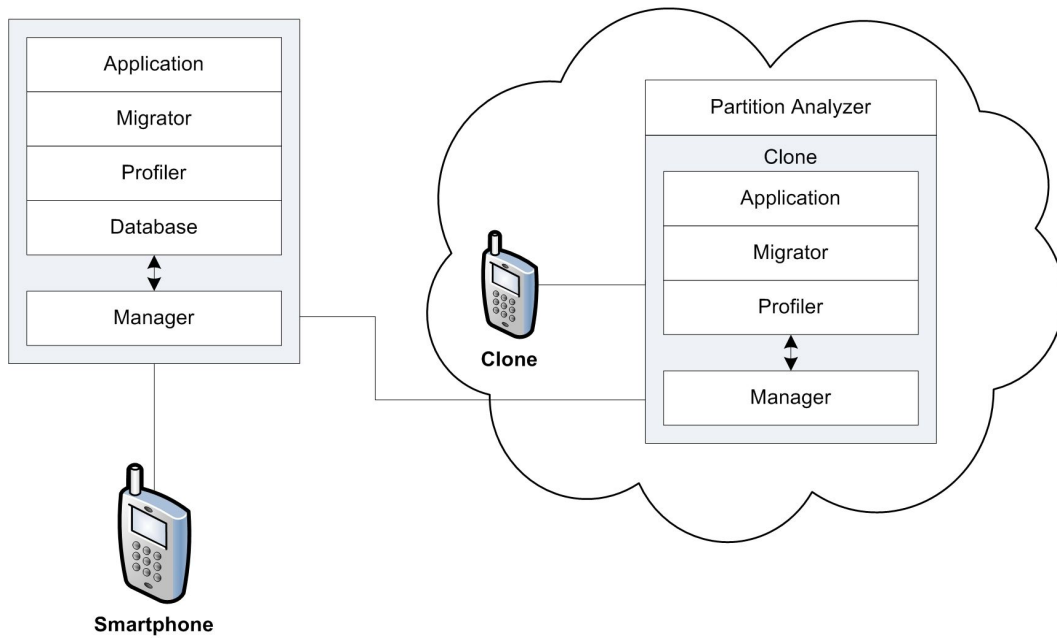 Application
Migrator
Profiler
Database
Manager
Smartphone
Clone
Partition Analyzer
Clone
Application
Migrator
Profiler
Manager